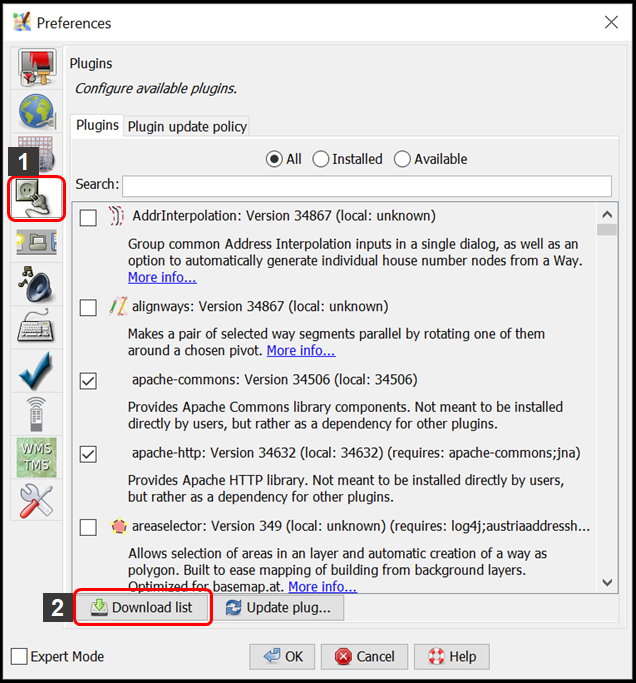 Preferences
Plugins
Configure available plugins.
Plugins Plugin update policy
1
All Installed Available
Search:
AddrInterpolation: Version 34867 (local: unknown)
Group common Address Interpolation inputs in a single dialog, as well as an
option to automatically generate individual house number nodes from a Way.
More info...
alignways: Version 34867 (local: unknown)
Makes a pair of selected way segments parallel by rotating one of them
around a chosen pivot. More info...
apache-commons: Version 34506 (local: 34506)
Provides Apache Commons library components. Not meant to be installed
directly by users, but rather as a dependency for other plugins.
apache-http: Version 34632 (local: 34632) (requires: apache-commons;jna)
Provides Apache HTTP library. Not meant to be installed directly by users,
but rather as a dependency for other plugins.
WMS
TMS
areaselector: Version 349 (local: unknown) (requires: log4j;austriaaddressh...
Allows selection of areas in an layer and automatic creation of a way as
polygon. Built to ease mapping of building from background layers.
Optimized for basemap.at. More info...
2 Download list Update plug...
Expert Mode OK Cancel Help